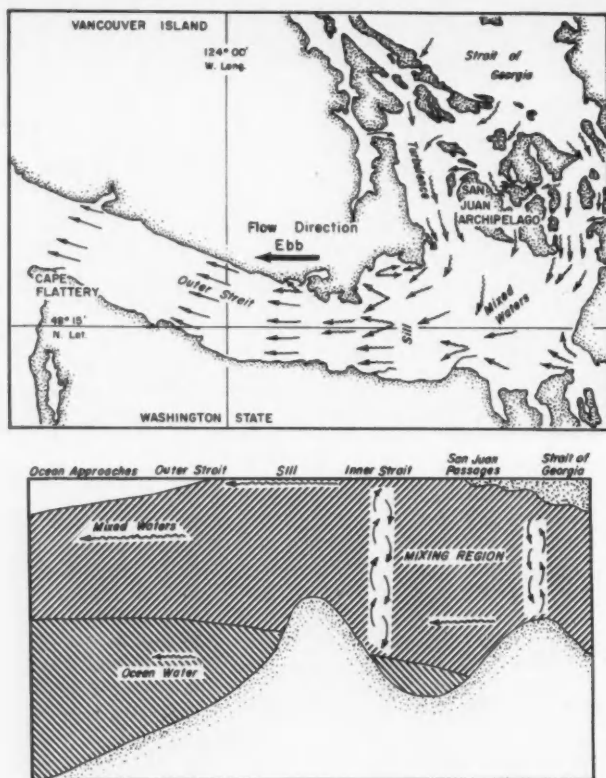 VANCOUVER ISLAND
124° 00'
W. Long.
Strait of
Georgia
Turbulence
SAN
JUAN
ARCHIPELAGO
Flow Direction
Ebb
Outer Strait
CAPE
FLATTERY
Mixed
Waters
Sill
48° 15'
N. Lat.
WASHINGTON STATE
Ocean Approaches
Outer Strait
Sill
Inner Strait
San Juan
Passages
Strait of
Georgia
Mixed Waters
MIXING REGION
Ocean Water